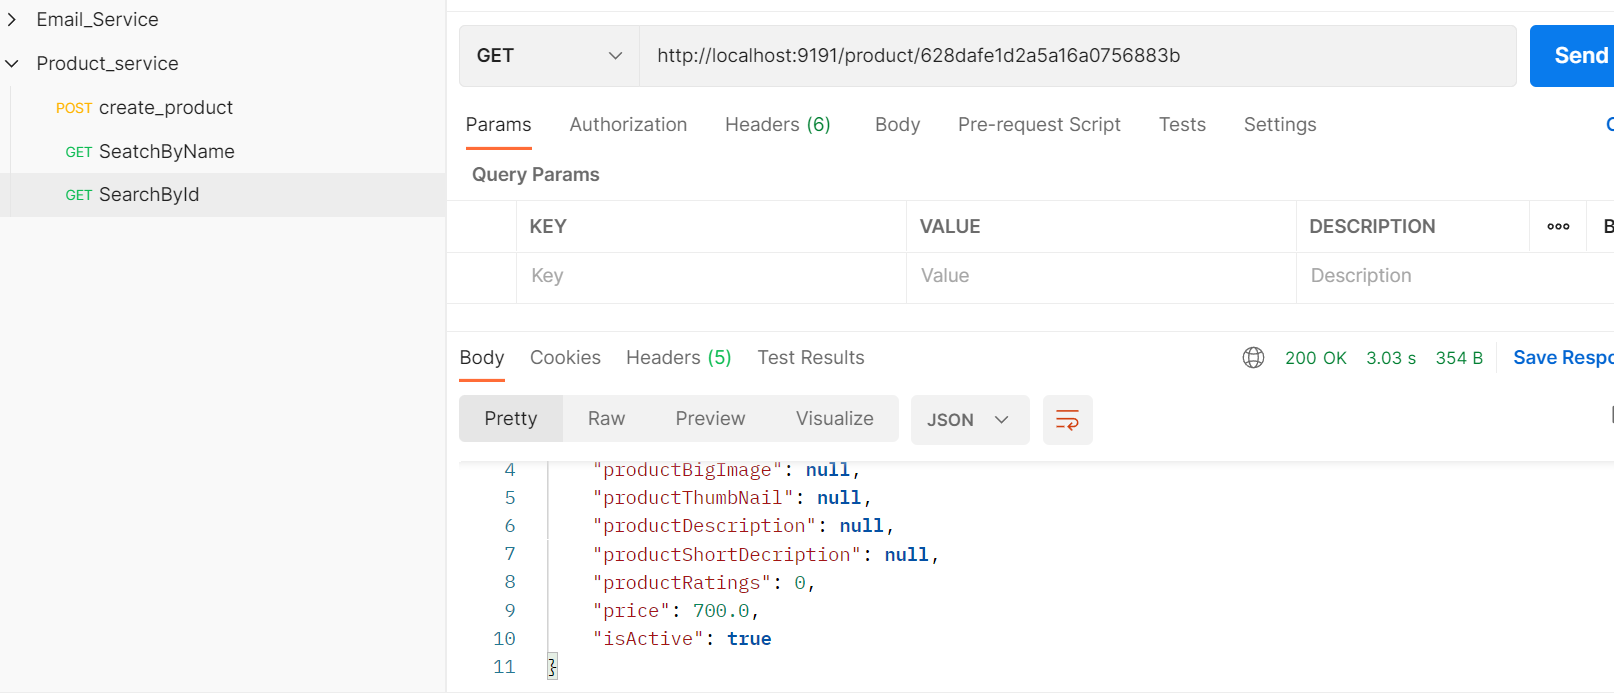 Email_Service
Product_service
POST create_product
GET SeatchByName
GET SearchById
GET http://localhost:9191/product/628dafe1d2a5a16a0756883b Send
Params Authorization Headers (6) Body Pre-request Script Tests Settings
Query Params
KEY VALUE DESCRIPTION ooo B
Key Value Description
Body Cookies Headers (5) Test Results 200 OK 3.03 s 354 B Save Respo
Pretty Raw Preview Visualize JSON
4 "productBigImage": null,
5 "productThumbNail": null,
6 "productDescription": null,
7 "productShortDecription": null,
8 "productRatings": 0,
9 "price": 700.0,
10 "isActive": true
11 }